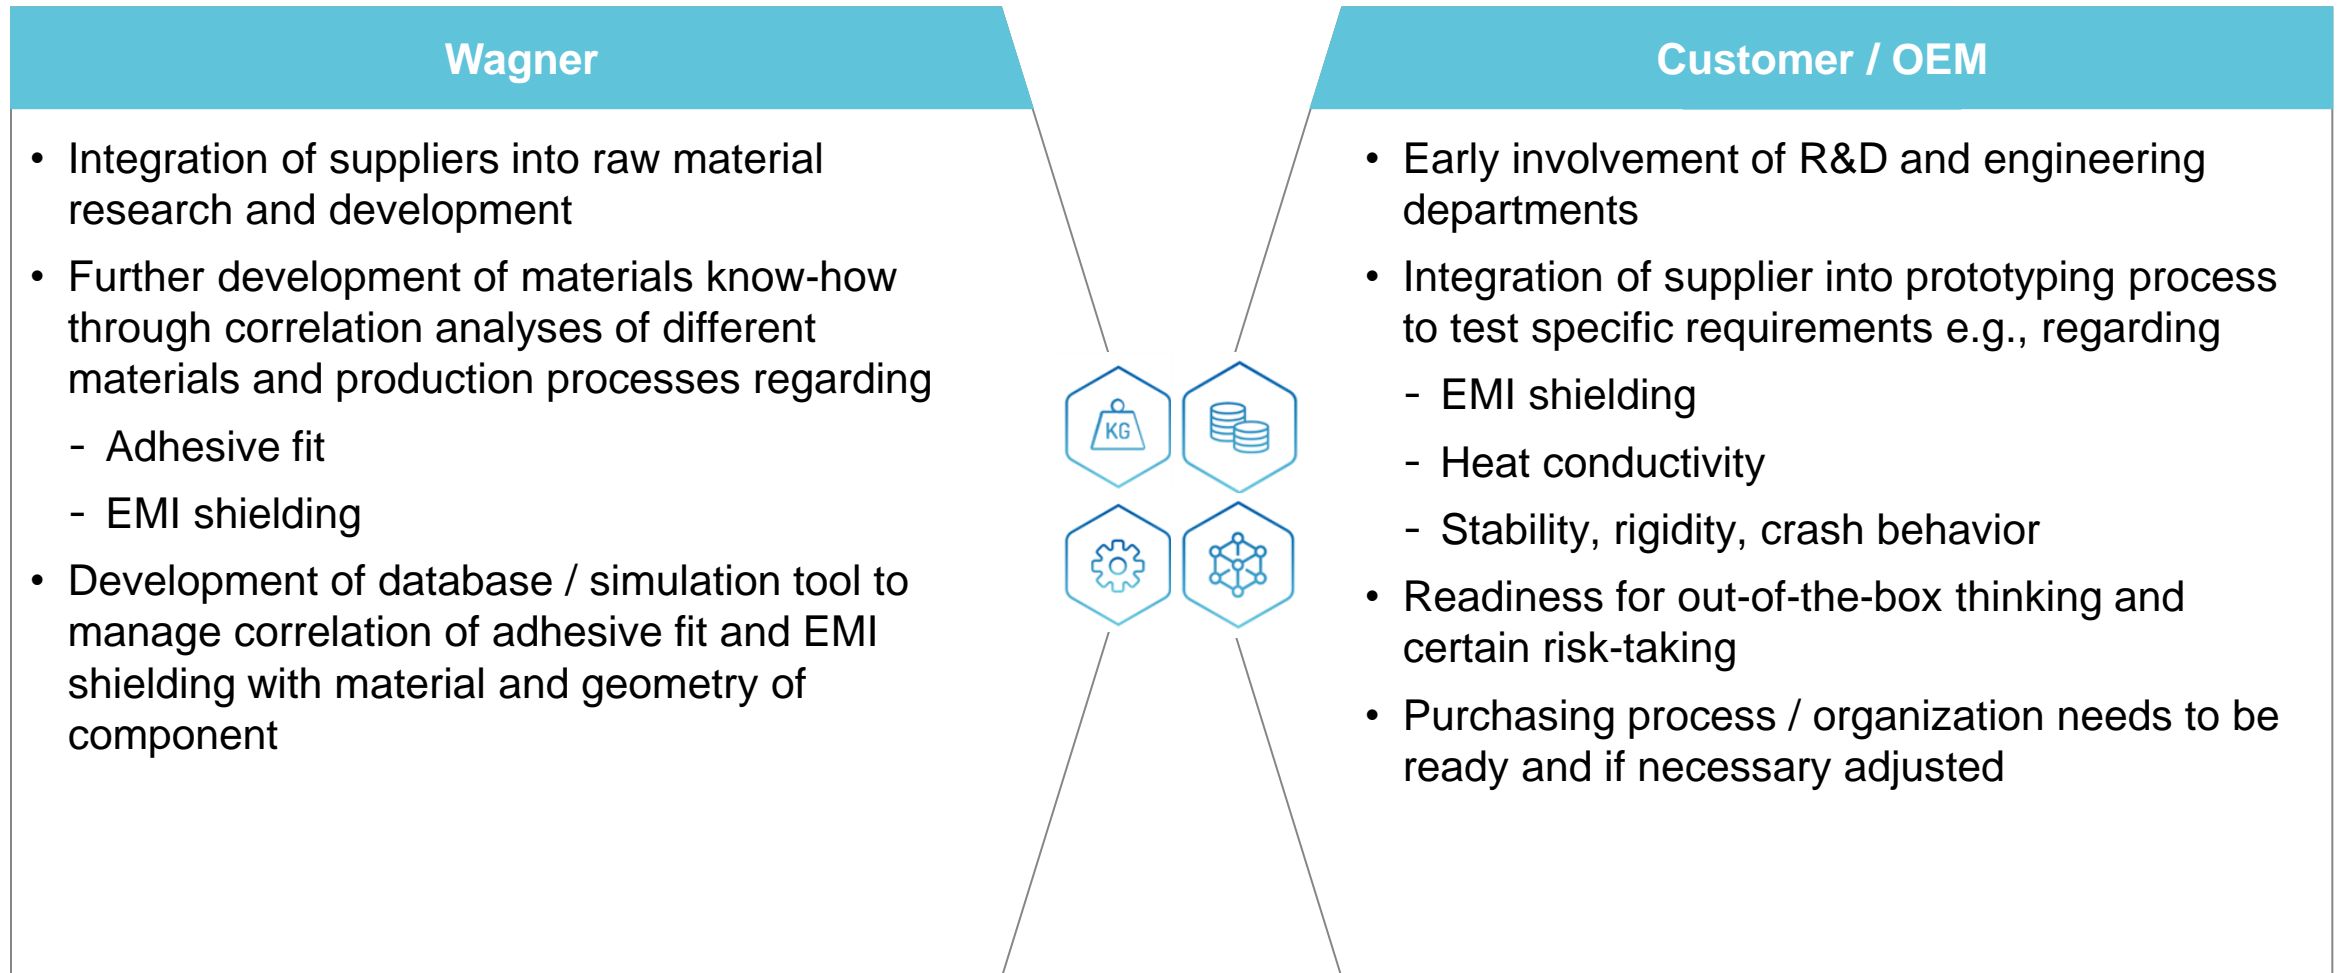 Wagner
• Integration of suppliers into raw material
research and development
• Further development of materials know-how
through correlation analyses of different
materials and production processes regarding
- Adhesive fit
- EMI shielding
• Development of database / simulation tool to
manage correlation of adhesive fit and EMI
shielding with material and geometry of
component
KG
Customer / OEM
• Early involvement of R&D and engineering
departments
• Integration of supplier into prototyping process
to test specific requirements e.g., regarding
- EMI shielding
- Heat conductivity
- Stability, rigidity, crash behavior
• Readiness for out-of-the-box thinking and
certain risk-taking
• Purchasing process / organization needs to be
ready and if necessary adjusted